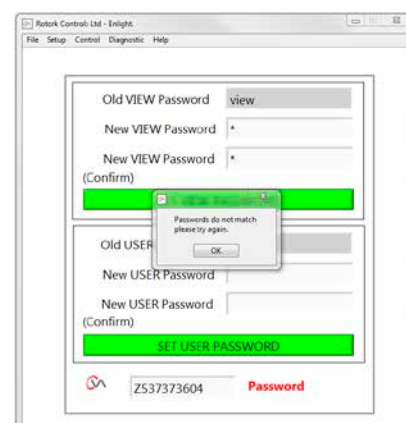 Rotork Controls Ltd - Enlight
File Setup Control Diagnostic Help
Old VIEW Password view
New VIEW Password *
New VIEW Password *
(Confirm)
Passwords do not match
please try again.
OK
Old USER
New USER Password
New USER Password
(Confirm)
SET USER PASSWORD
Z537373604 Password